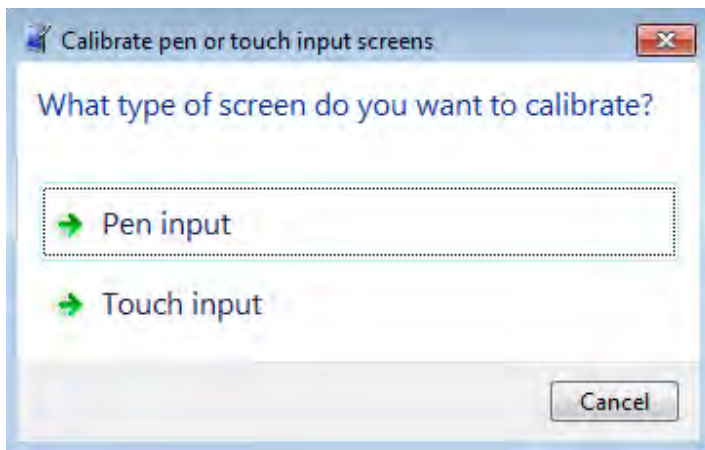 Calibrate pen or touch input screens
What type of screen do you want to calibrate?
Pen input
Touch input
Cancel